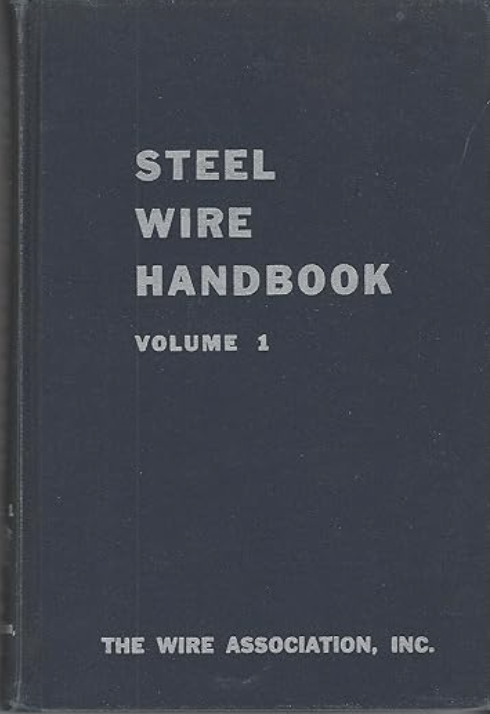 STEEL
WIRE
HANDBOOK
VOLUME 1
THE WIRE ASSOCIATION, INC.